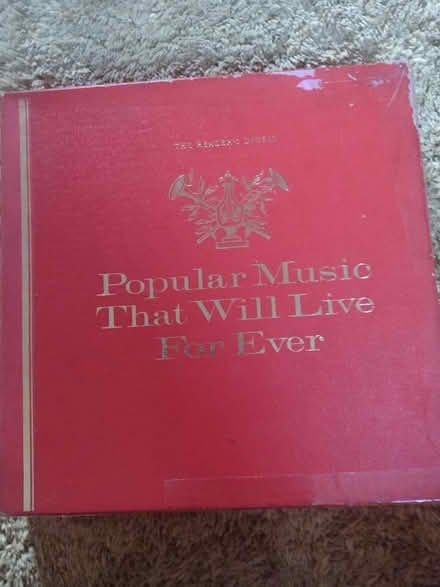 THE READER'S DIGEST
Popular Music
That Will Live
For Ever